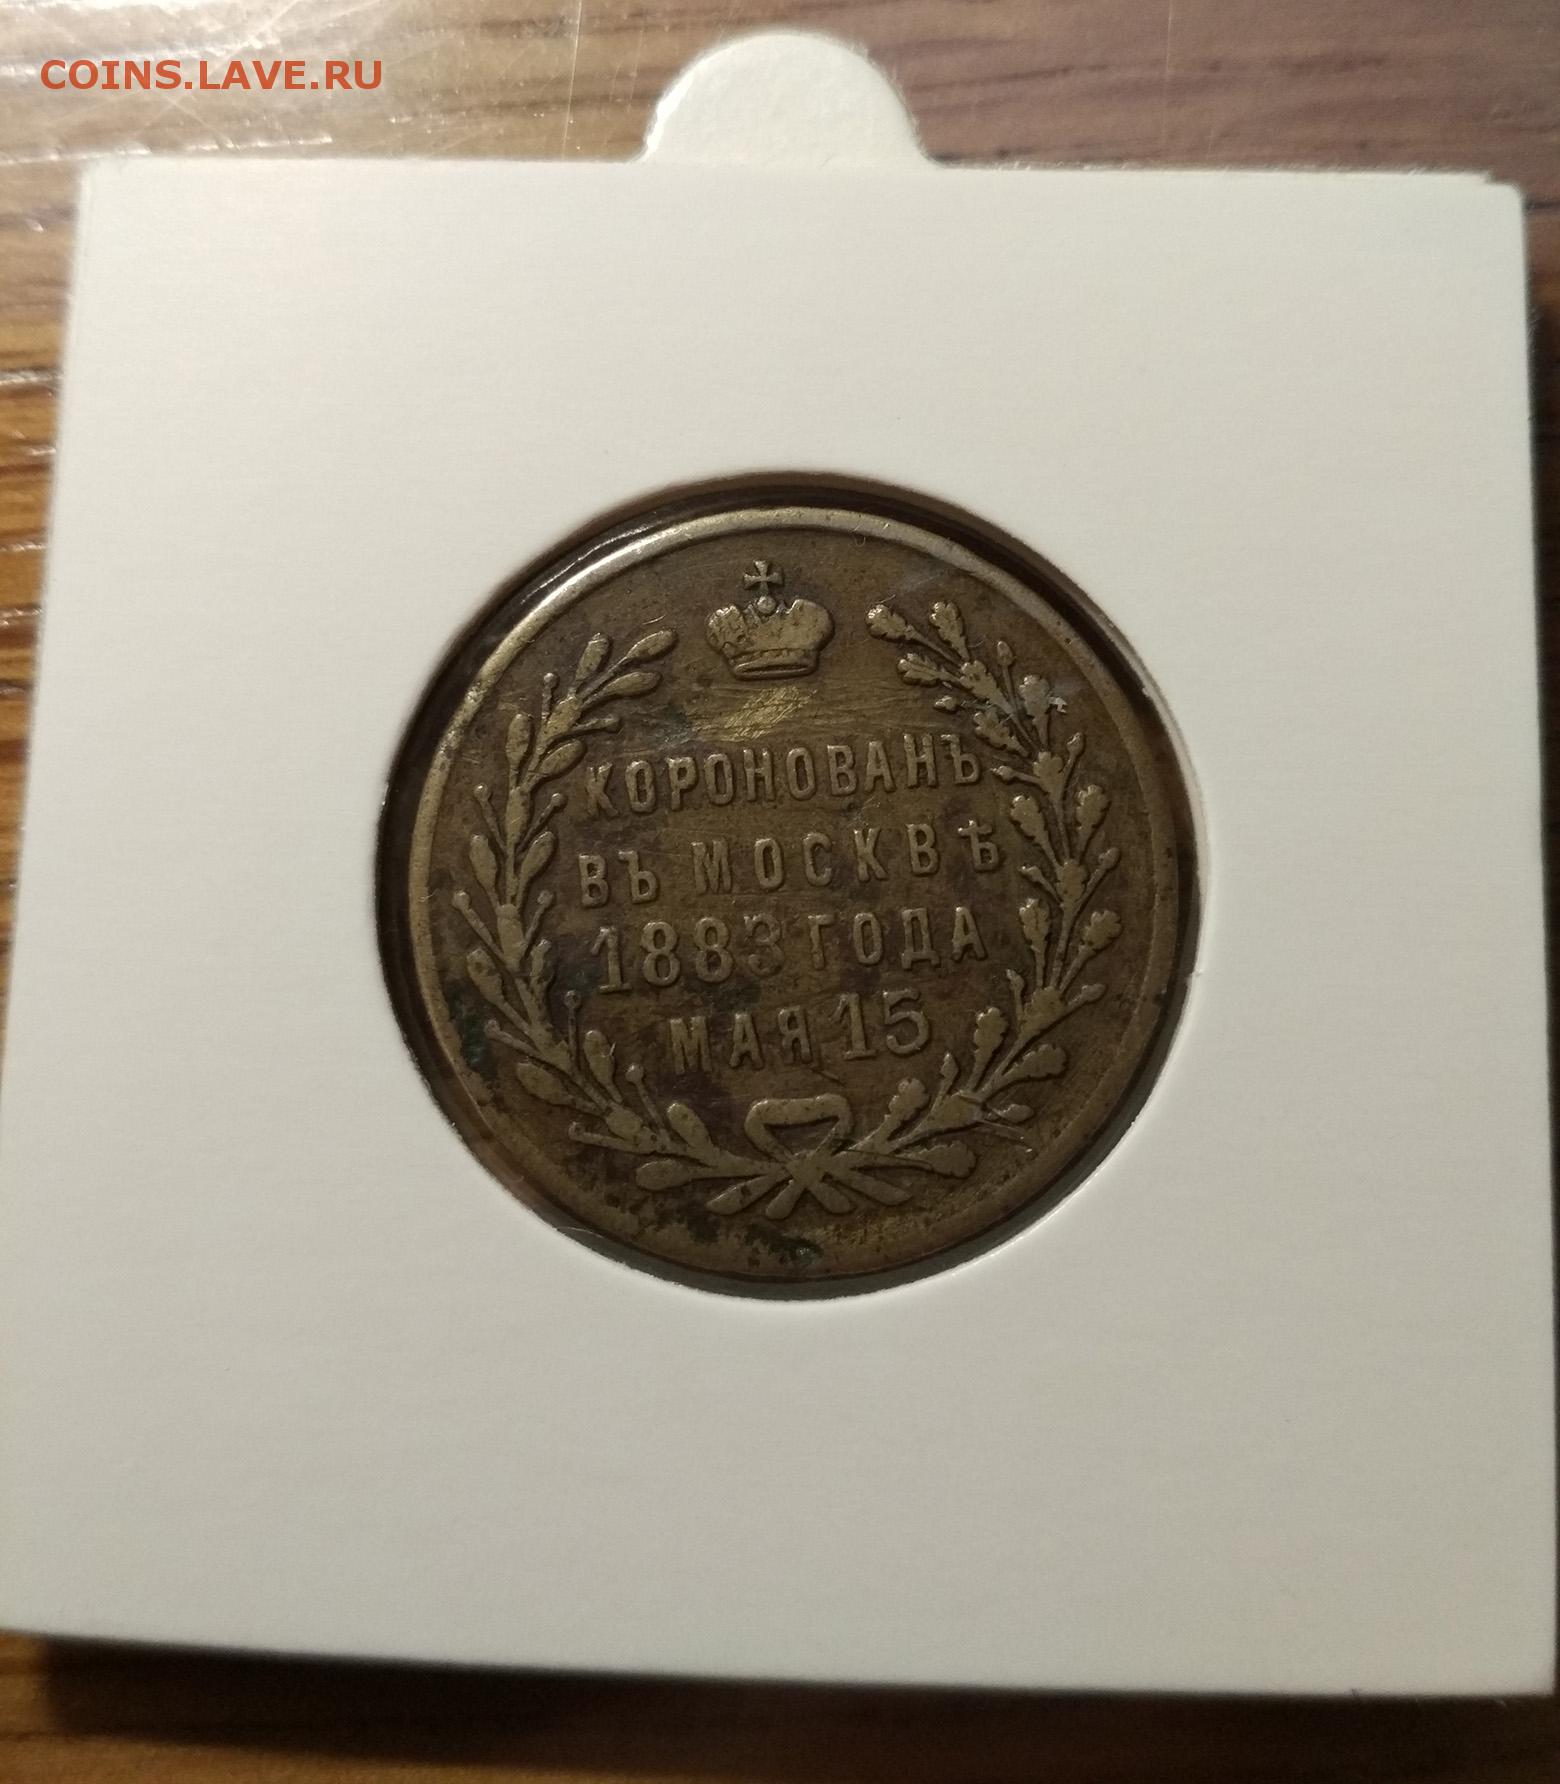 COINS.LAVE.RU
КОРОНОВАНЪ
ВЪ МОСКВѢ
1883 ГОДА
МАЯ 15